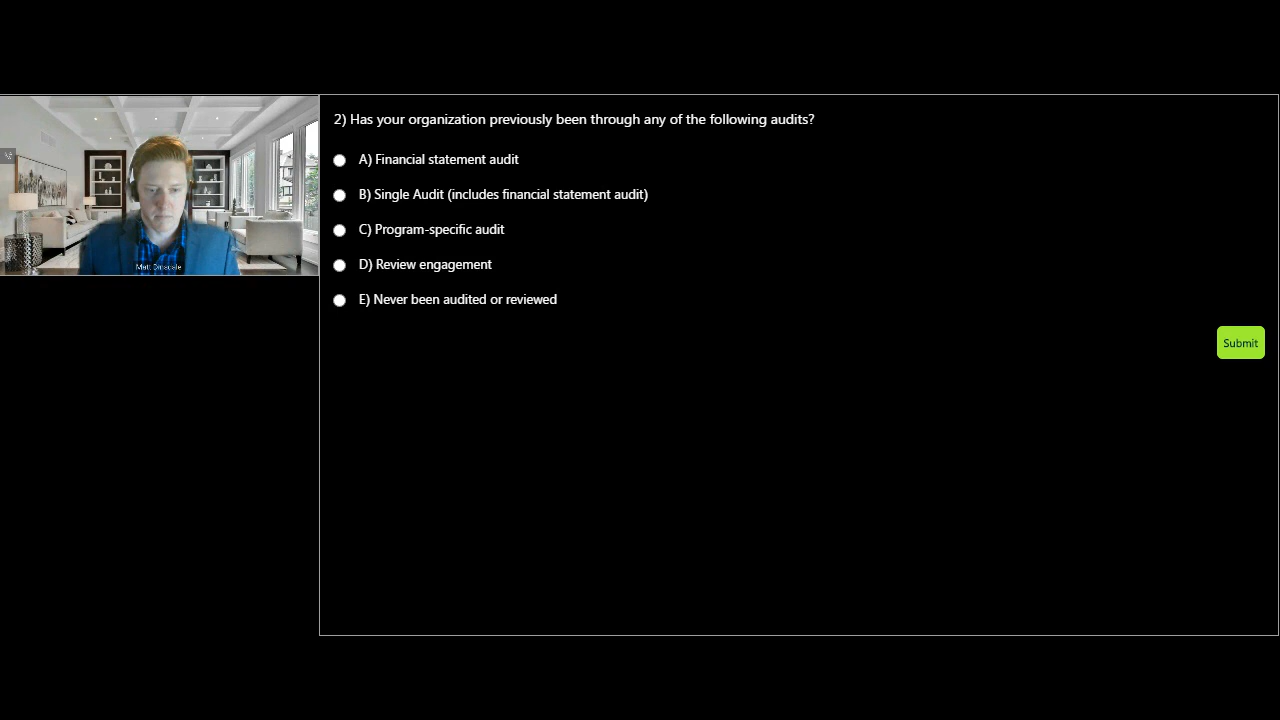 2) Has your organization previously been through any of the following audits?
A) Financial statement audit
B) Single Audit (includes financial statement audit)
C) Program-specific audit
D) Review engagement
E) Never been audited or reviewed
Submit
Matt